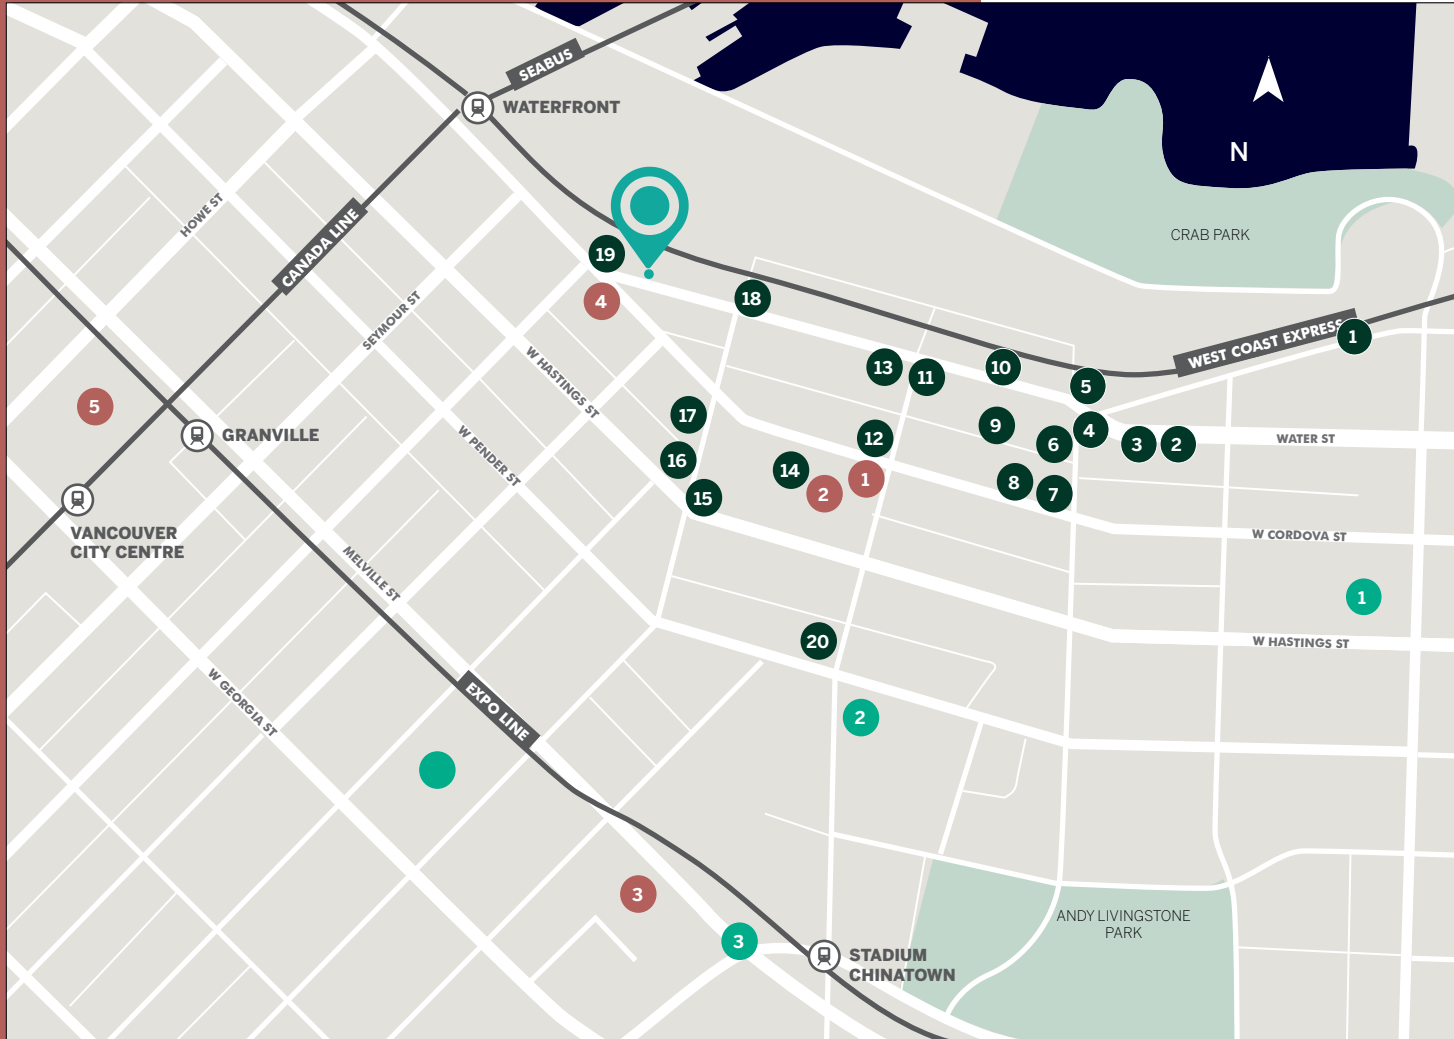 SEABUS
WATERFRONT
N
HOWE ST
CANADA LINE
CRAB PARK
19
4
18
SEYMOUR ST
WEST COAST EXPRESS
1
W HASTINGS ST
13
11
10
5
5
GRANVILLE
17
12
9
6
4
3
2
WATER ST
W PENDER ST
16
14
2
1
8
7
15
VANCOUVER
CITY CENTRE
W CORDOVA ST
MELVILLE ST
1
20
W HASTINGS ST
W GEORGIA ST
EXPO LINE
2
3
3
ANDY LIVINGSTONE
PARK
STADIUM
CHINATOWN